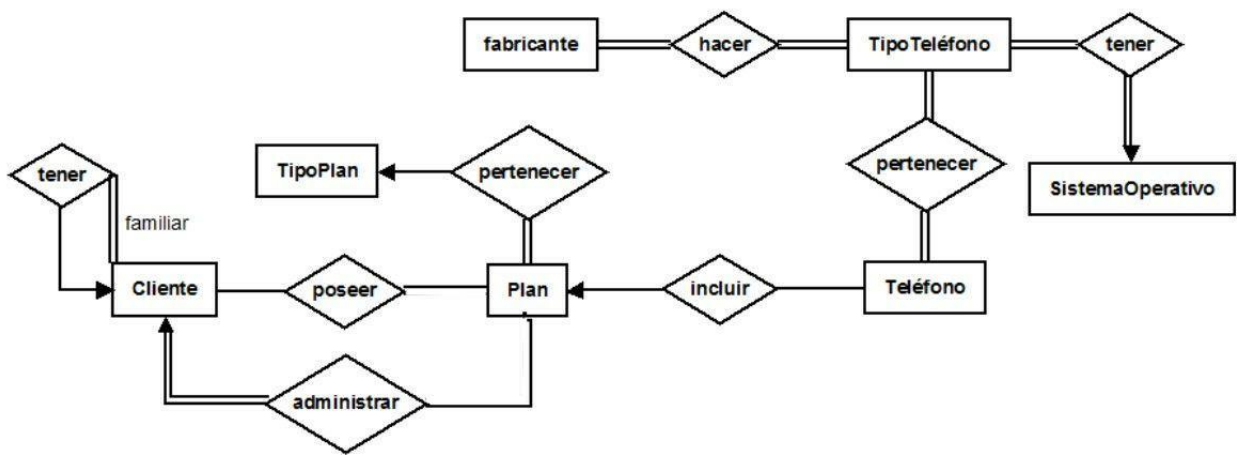 fabricante
hacer
TipoTeléfono
tener
TipoPlan
pertenecer
pertenecer
tener
SistemaOperativo
familiar
Cliente
poseer
Plan
incluir
Teléfono
administrar